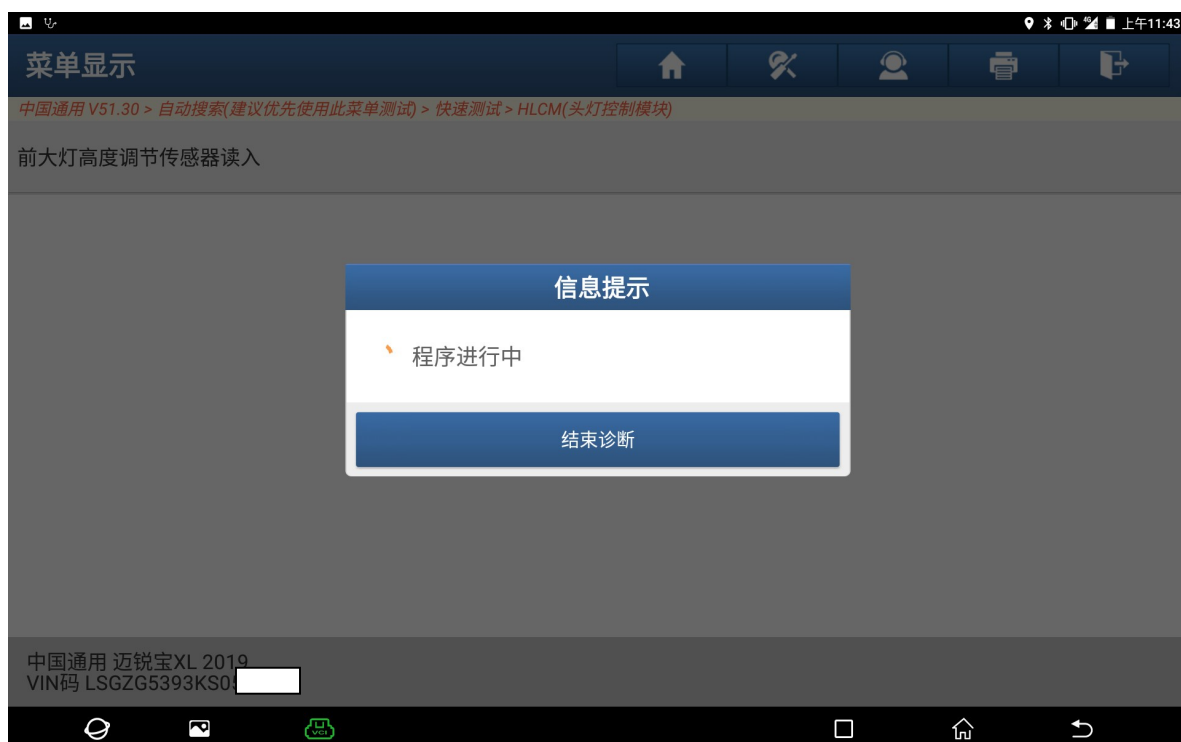 4G 上午11:43
菜单显示
中国通用 V51.30 > 自动搜索(建议优先使用此菜单测试) > 快速测试 > HLCM(头灯控制模块)
前大灯高度调节传感器读入
信息提示
程序进行中
结束诊断
中国通用 迈锐宝XL 2019
VIN码 LSGZG5393KS0
VCI